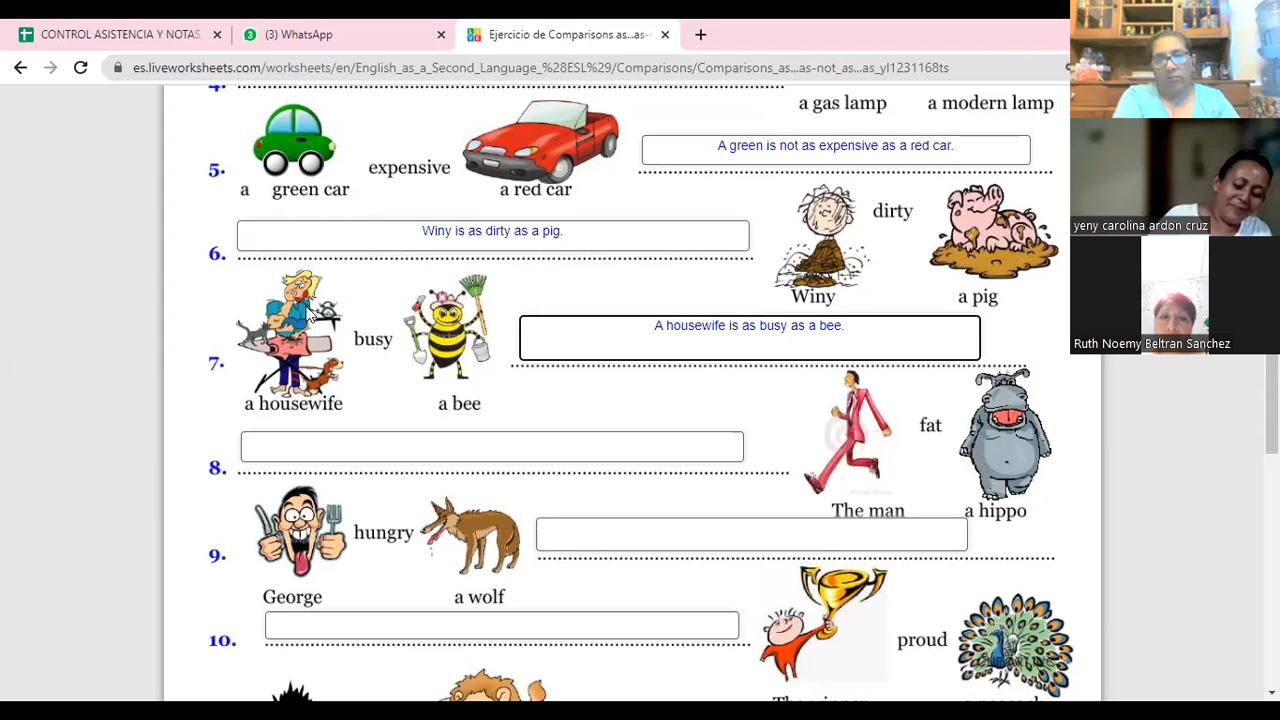 CONTROL ASISTENCIA Y NOTAS
(3) WhatsApp
Ejercicio de Comparisons as...as-
es.liveworksheets.com/worksheets/en/English_as_a_Second_Language_%28ESL%29/Comparisons/Comparisons_as...as-not_as...as_yl1231168ts
a gas lamp a modern lamp
5. expensive A green is not as expensive as a red car.
a green car a red car
6. Winy is as dirty as a pig. dirty
Winy a pig
7. busy A housewife is as busy as a bee.
a housewife a bee
8. fat
The man a hippo
9. hungry
George a wolf
10. proud
yeny carolina ardon cruz
Ruth Noemy Beltran Sanchez